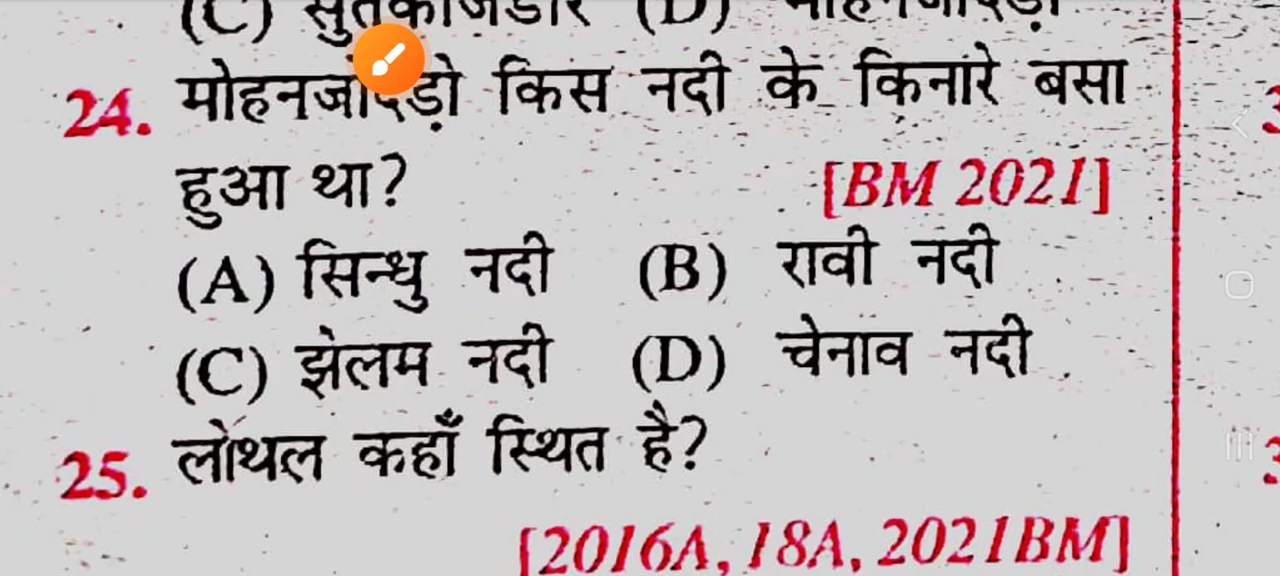 24. मोहनजोदड़ो किस नदी के किनारे बसा
हुआ था? [BM 2021]
(A) सिन्धु नदी (B) रावी नदी
(C) झेलम नदी (D) चेनाव नदी
25. लोथल कहाँ स्थित है?
[2016A, 18A, 2021BM]